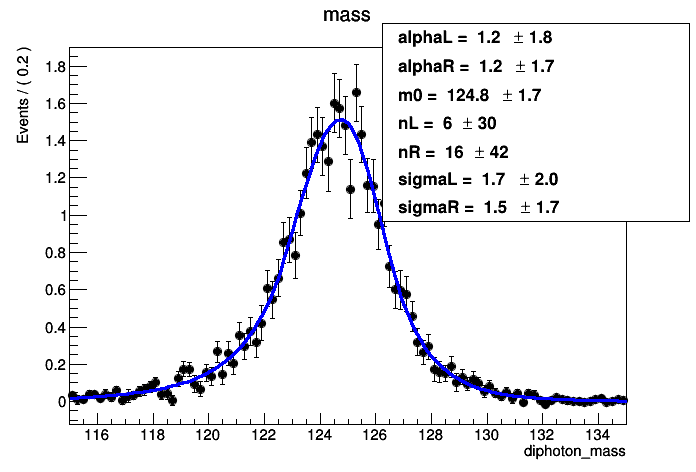 mass
alphaL = 1.2 ± 1.8
alphaR = 1.2 ± 1.7
m0 = 124.8 ± 1.7
nL = 6 ± 30
nR = 16 ± 42
sigmaL = 1.7 ± 2.0
sigmaR = 1.5 ± 1.7
Events / ( 0.2 )
1.8
1.6
1.4
1.2
1
0.8
0.6
0.4
0.2
0
116 118 120 122 124 126 128 130 132 134
diphoton_mass